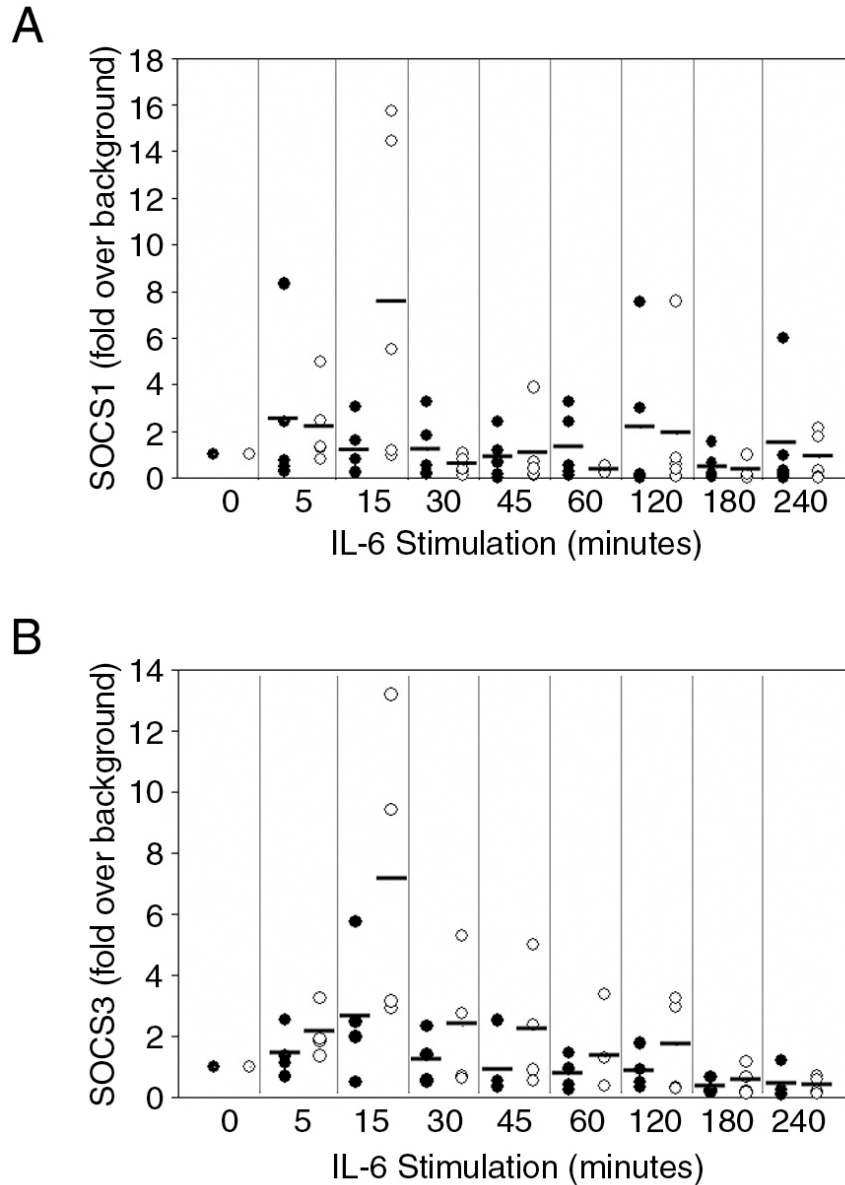 A
SOCS1 (fold over background)
18
16
14
12
10
8
6
4
2
0
0 5 15 30 45 60 120 180 240
IL-6 Stimulation (minutes)
B
SOCS3 (fold over background)
14
12
10
8
6
4
2
0
0 5 15 30 45 60 120 180 240
IL-6 Stimulation (minutes)